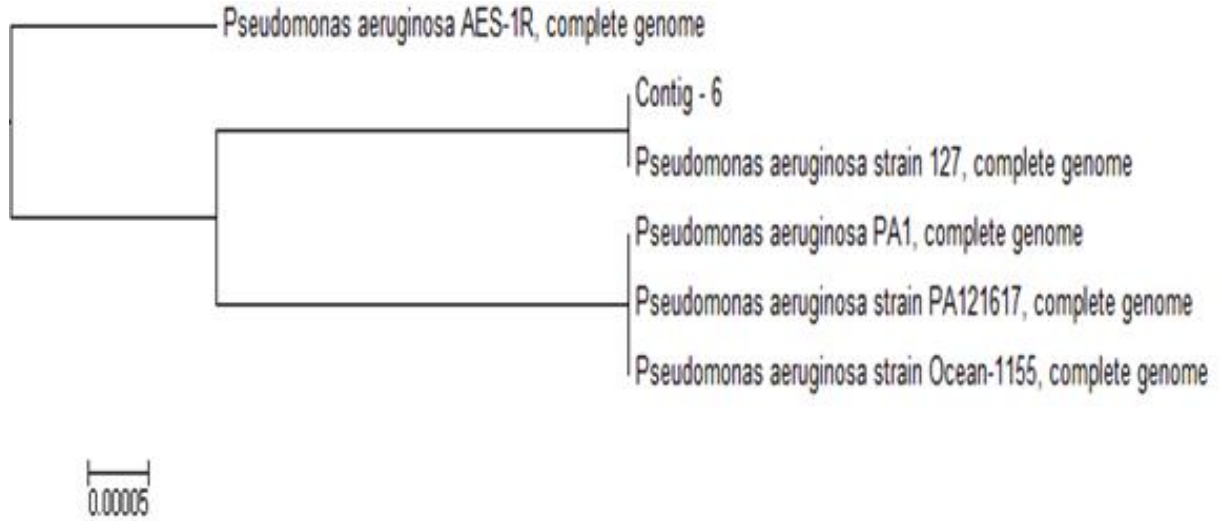 Pseudomonas aeruginosa AES-1R, complete genome
Contig - 6
Pseudomonas aeruginosa strain 127, complete genome
Pseudomonas aeruginosa PA1, complete genome
Pseudomonas aeruginosa strain PA121617, complete genome
Pseudomonas aeruginosa strain Ocean-1155, complete genome
0.00005